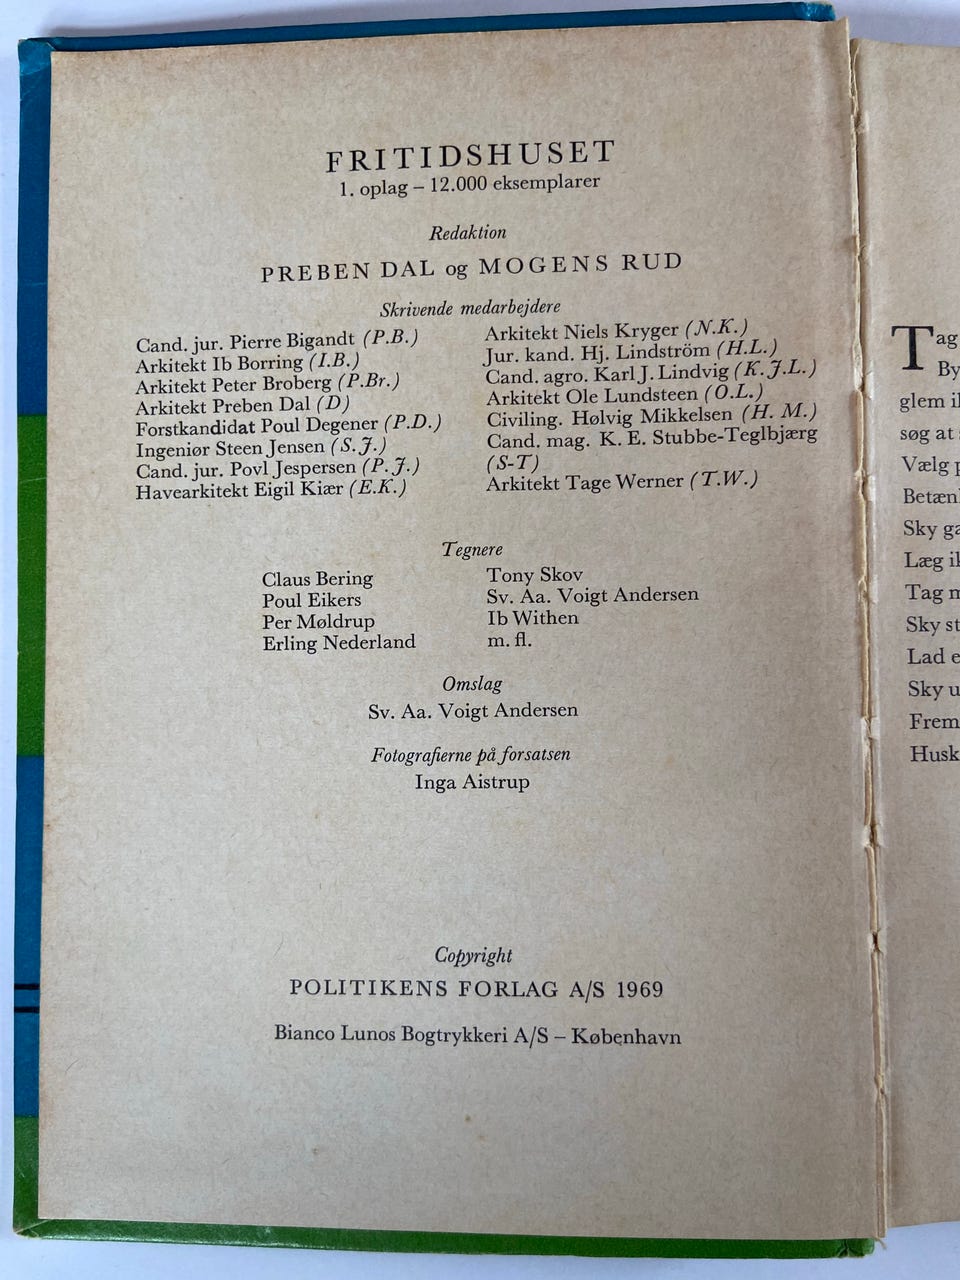 FRITIDSHUSET
1. oplag – 12.000 eksemplarer
Redaktion
PREBEN DAL og MOGENS RUD
Skrivende medarbejdere
Cand. jur. Pierre Bigandt (P.B.)
Arkitekt Ib Borring (I.B.)
Arkitekt Peter Broberg (P.Br.)
Arkitekt Preben Dal (D)
Forstkandidat Poul Degener (P.D.)
Ingeniør Steen Jensen (S.J.)
Cand. jur. Povl Jespersen (P.J.)
Havearkitekt Eigil Kiær (E.K.)
Arkitekt Niels Kryger (N.K.)
Jur. kand. Hj. Lindström (H.L.)
Cand. agro. Karl J. Lindvig (K.J.L.)
Arkitekt Ole Lundsteen (O.L.)
Civiling. Hølvig Mikkelsen (H. M.)
Cand. mag. K. E. Stubbe-Teglbjærg
(S-T)
Arkitekt Tage Werner (T.W.)
Tegnere
Claus Bering
Poul Eikers
Per Møldrup
Erling Nederland
Tony Skov
Sv. Aa. Voigt Andersen
Ib Withen
m. fl.
Omslag
Sv. Aa. Voigt Andersen
Fotografierne på forsatsen
Inga Aistrup
Copyright
POLITIKENS FORLAG A/S 1969
Bianco Lunos Bogtrykkeri A/S – København
Tag
By
glem
søg at
Vælg
Sky
Læg
Tag
Sky
Lad
Sky
Husk